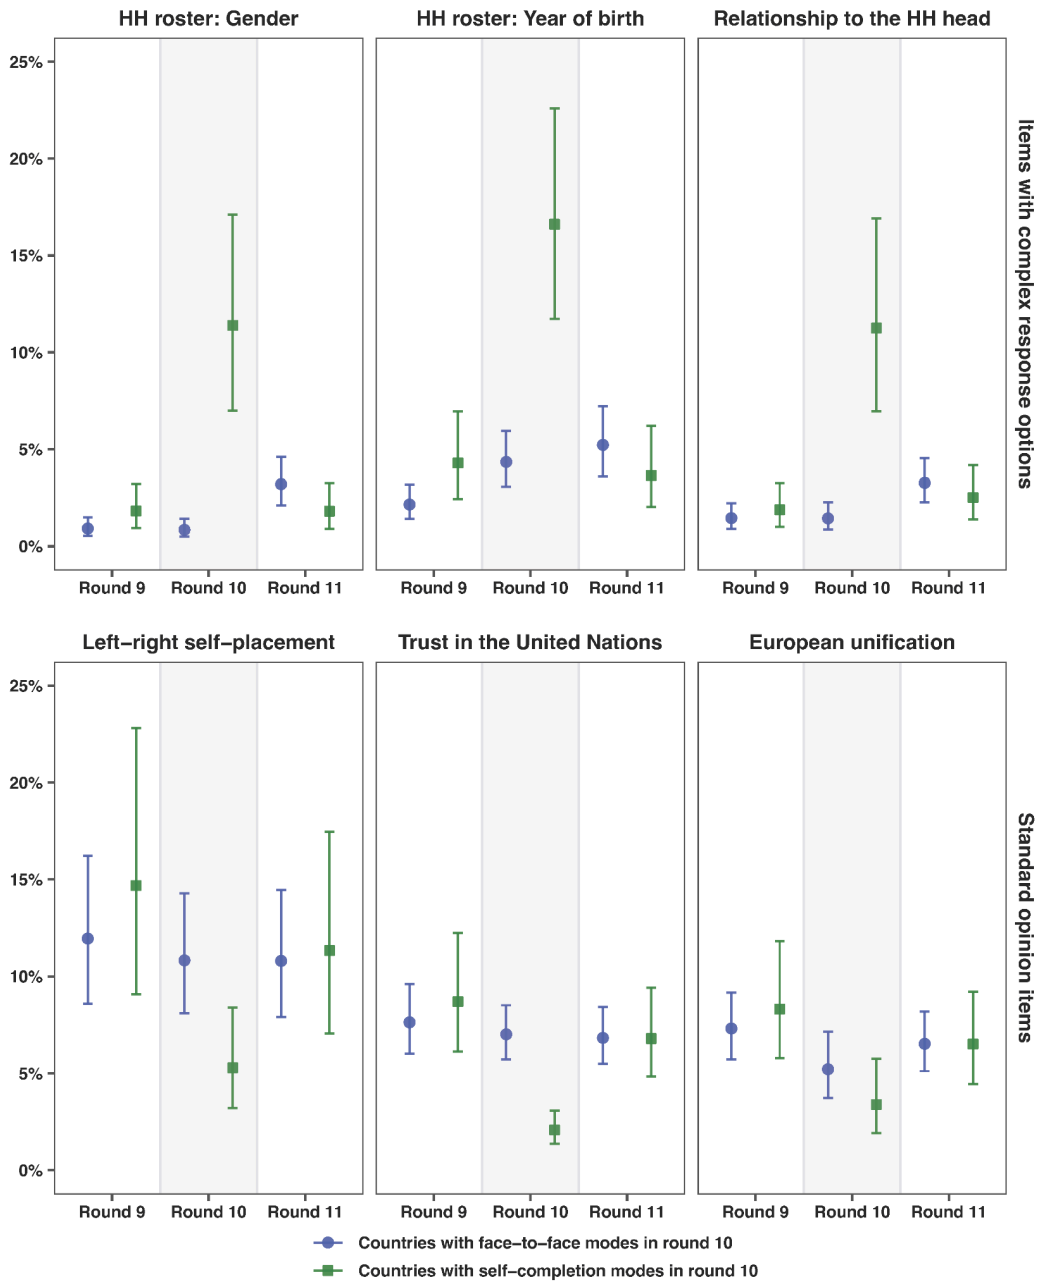 HH roster: Gender
HH roster: Year of birth
Relationship to the HH head
25%
20%
15%
10%
5%
0%
Round 9
Round 10
Round 11
Round 9
Round 10
Round 11
Round 9
Round 10
Round 11
Items with complex response options
Left–right self–placement
Trust in the United Nations
European unification
25%
20%
15%
10%
5%
0%
Round 9
Round 10
Round 11
Round 9
Round 10
Round 11
Round 9
Round 10
Round 11
Standard opinion items
Countries with face–to–face modes in round 10
Countries with self–completion modes in round 10